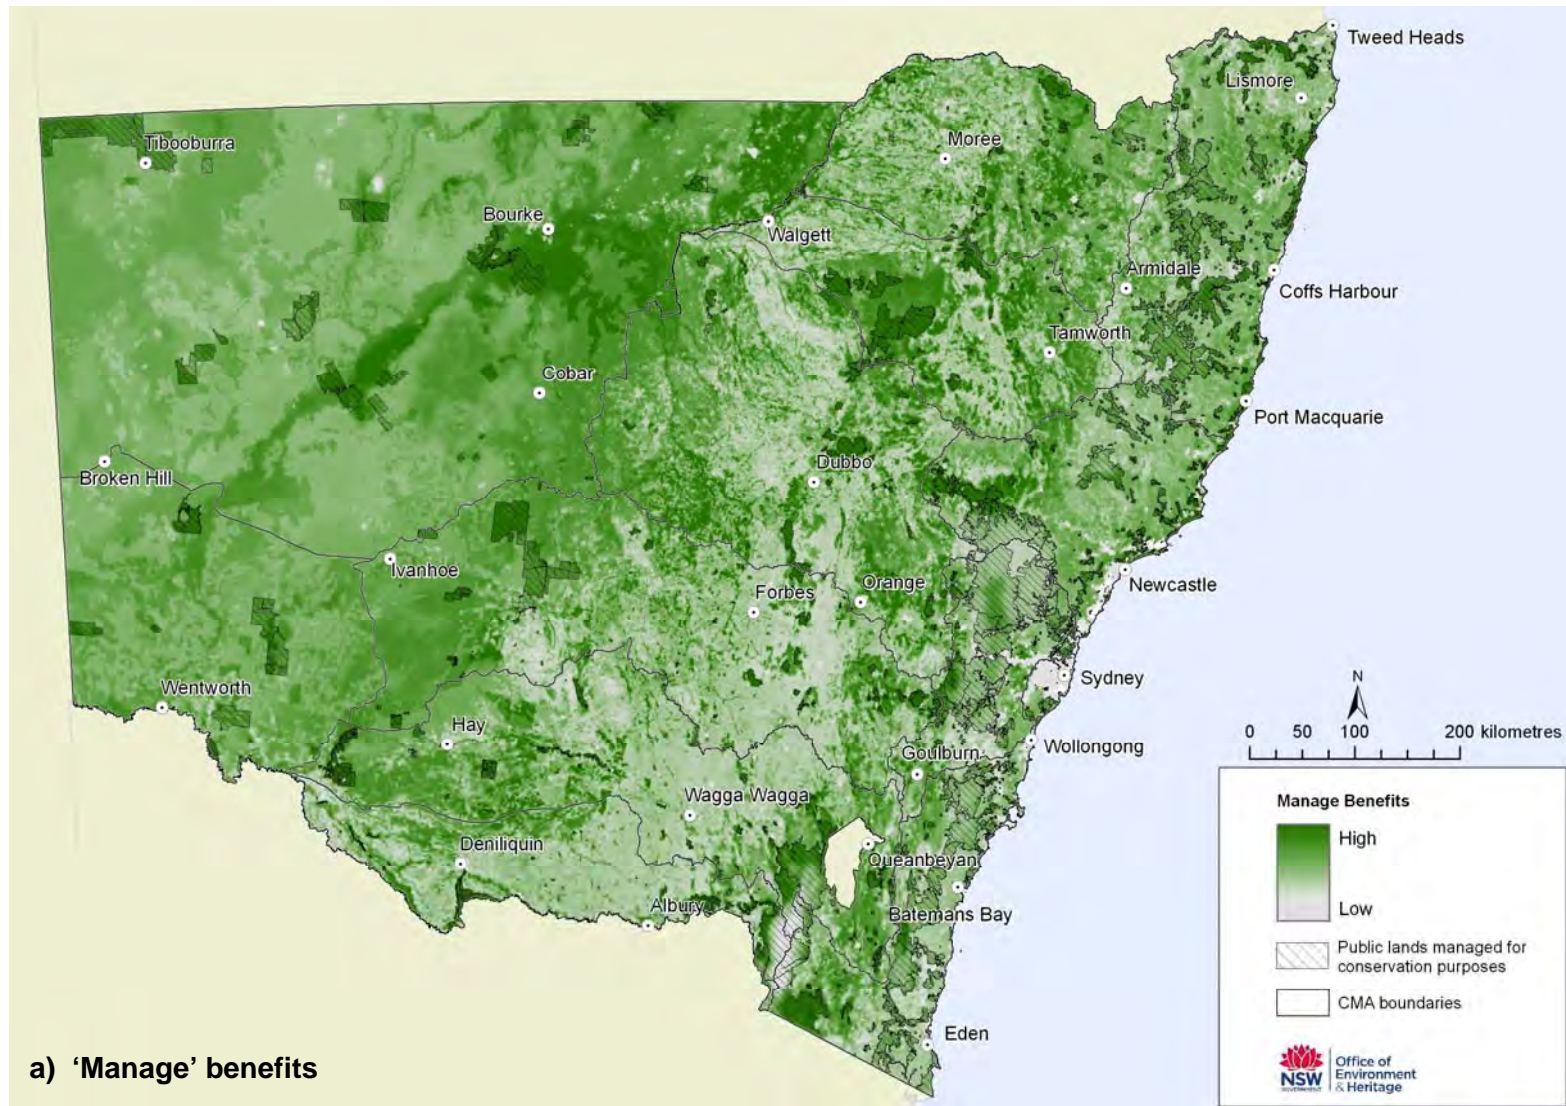 Tweed Heads
Lismore
Tibooburra
Moree
Bourke
Walgett
Armidale
Coffs Harbour
Tamworth
Cobar
Port Macquarie
Broken Hill
Dubbo
Ivanhoe
Forbes
Orange
Newcastle
Sydney
Wentworth
Hay
Goulburn
Wollongong
Wagga Wagga
Deniliquin
Queanbeyan
Albury
Batemans Bay
Eden
N
0 50 100 200 kilometres
Manage Benefits
High
Low
Public lands managed for
conservation purposes
CMA boundaries
NSW
GOVERNMENT
Office of
Environment
& Heritage
a) ‘Manage’ benefits